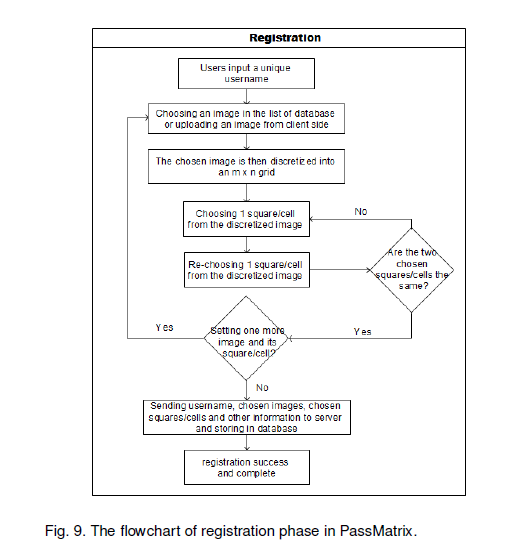 Registration
Users input a unique
username
Choosing an image in the list of database
or uploading an image from client side
The chosen image is then discretized into
an m x n grid
Choosing 1 square/cell
from the discretized image
No
Re-choosing 1 square/cell
from the discretized image
Are the two
chosen
squares/cells the
same?
Yes
Setting one more
image and its
square/cell?
Yes
No
Sending username, chosen images, chosen
squares/cells and other information to server
and storing in database
registration success
and complete
Fig. 9. The flowchart of registration phase in PassMatrix.